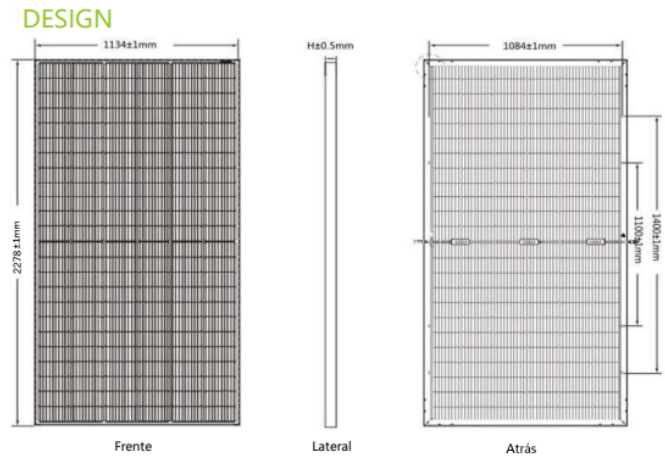 DESIGN
1134±1mm
H±0.5mm
1084±1mm
2278±1mm
1100±1mm
1400±1mm
Frente
Lateral
Atrás